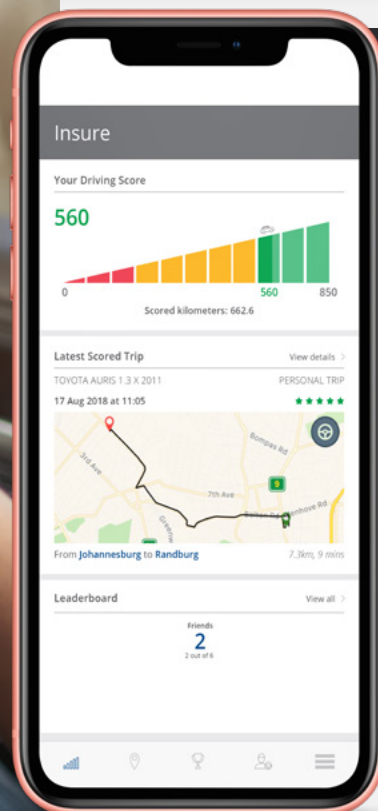 Insure
Your Driving Score
560
0 560 850
Scored kilometers: 662.6
Latest Scored Trip View details >
TOYOTA AURIS 1.3 X 2011 PERSONAL TRIP
17 Aug 2018 at 11:05
Bompas Rd
3rd Ave
9
7th Ave
From Johannesburg to Randburg 7.3km, 9 mins
Leaderboard View all >
Friends
2
2 out of 6